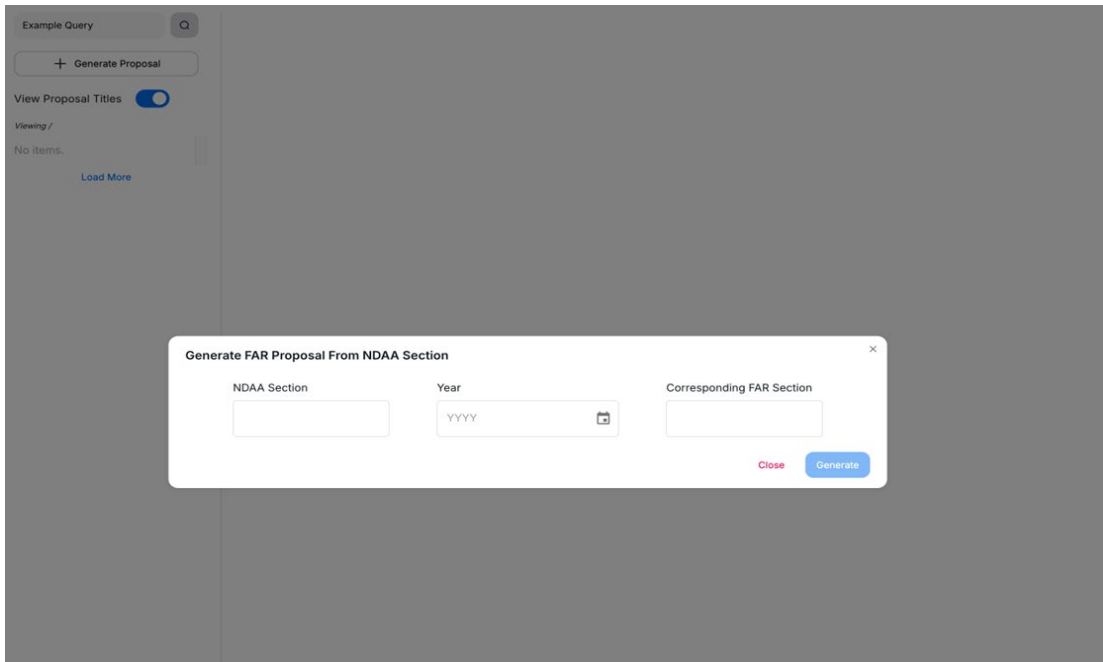 Example Query
Generate Proposal
View Proposal Titles
Viewing /
No items.
Load More
Generate FAR Proposal From NDAA Section
NDAA Section Year Corresponding FAR Section
YYYY
Close Generate